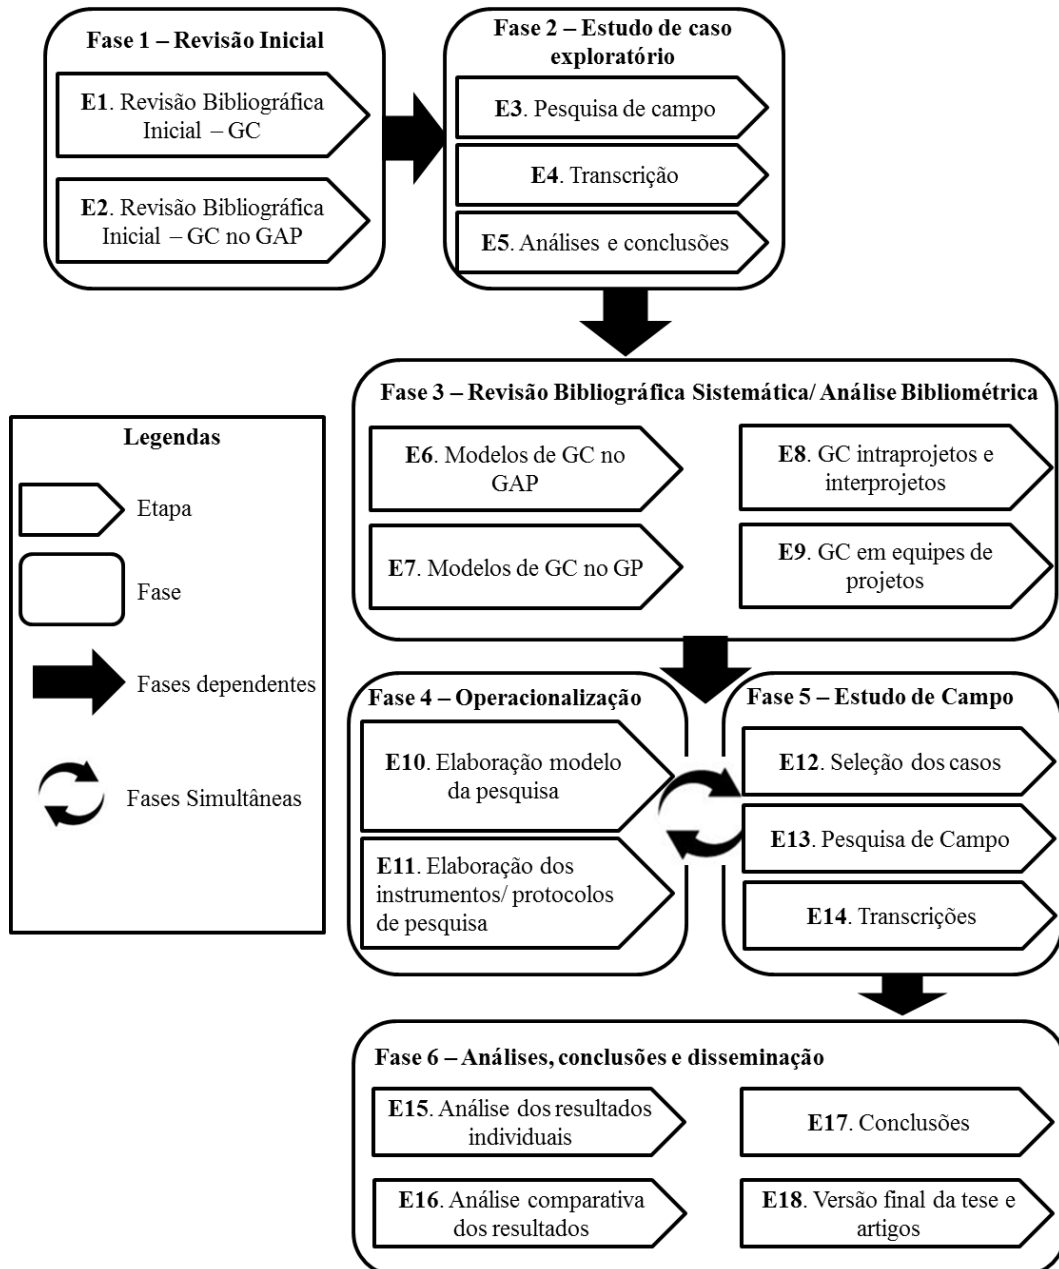 Fase 1 – Revisão Inicial
E1. Revisão Bibliográfica
Inicial – GC
E2. Revisão Bibliográfica
Inicial – GC no GAP
Fase 2 – Estudo de caso
exploratório
E3. Pesquisa de campo
E4. Transcrição
E5. Análises e conclusões
Fase 3 – Revisão Bibliográfica Sistemática/ Análise Bibliométrica
E6. Modelos de GC no
GAP
E7. Modelos de GC no GP
E8. GC intraprojetos e
interprojetos
E9. GC em equipes de
projetos
Legendas
Etapa
Fase
Fases dependentes
Fases Simultâneas
Fase 4 – Operacionalização
E10. Elaboração modelo
da pesquisa
E11. Elaboração dos
instrumentos/ protocolos
de pesquisa
Fase 5 – Estudo de Campo
E12. Seleção dos casos
E13. Pesquisa de Campo
E14. Transcrições
Fase 6 – Análises, conclusões e disseminação
E15. Análise dos resultados
individuais
E16. Análise comparativa
dos resultados
E17. Conclusões
E18. Versão final da tese e
artigos